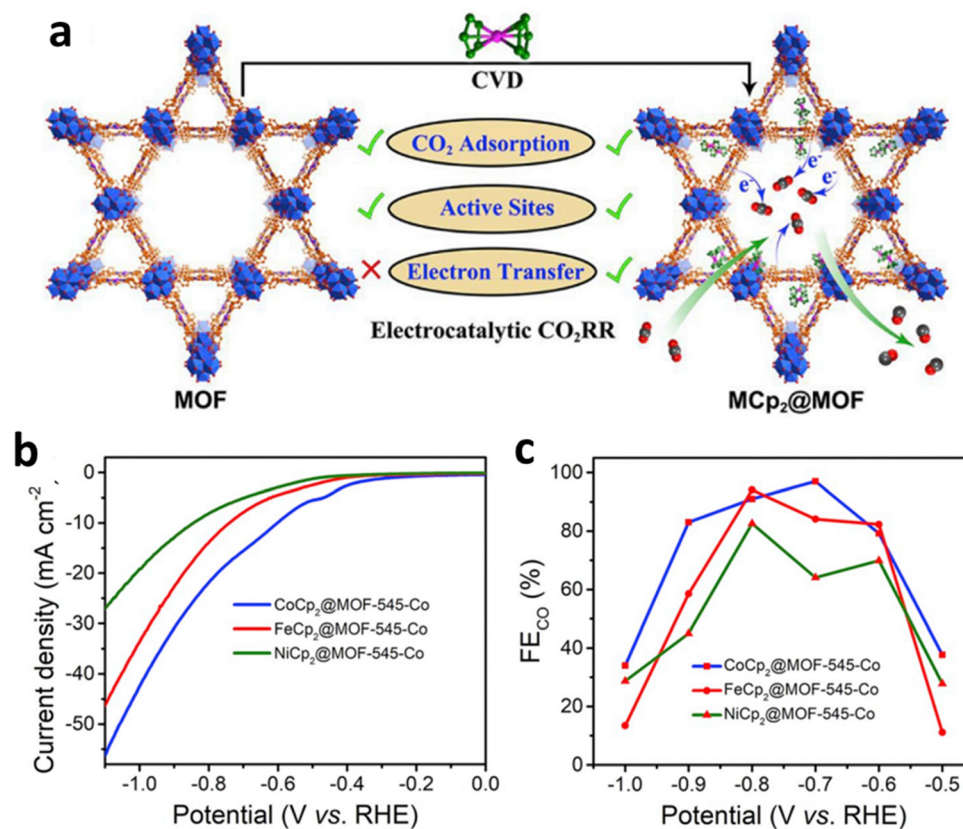 a
CVD
CO₂ Adsorption
Active Sites
Electron Transfer
Electrocatalytic CO₂RR
e⁻
e⁻
e⁻
e⁻
MOF
MCp₂@MOF
b
Current density (mA cm⁻²)
0
-10
-20
-30
-40
-50
CoCp₂@MOF-545-Co
FeCp₂@MOF-545-Co
NiCp₂@MOF-545-Co
-1.0 -0.8 -0.6 -0.4 -0.2 0.0
Potential (V vs. RHE)
c
FE_CO (%)
100
80
60
40
20
0
CoCp₂@MOF-545-Co
FeCp₂@MOF-545-Co
NiCp₂@MOF-545-Co
-1.0 -0.9 -0.8 -0.7 -0.6 -0.5
Potential (V vs. RHE)